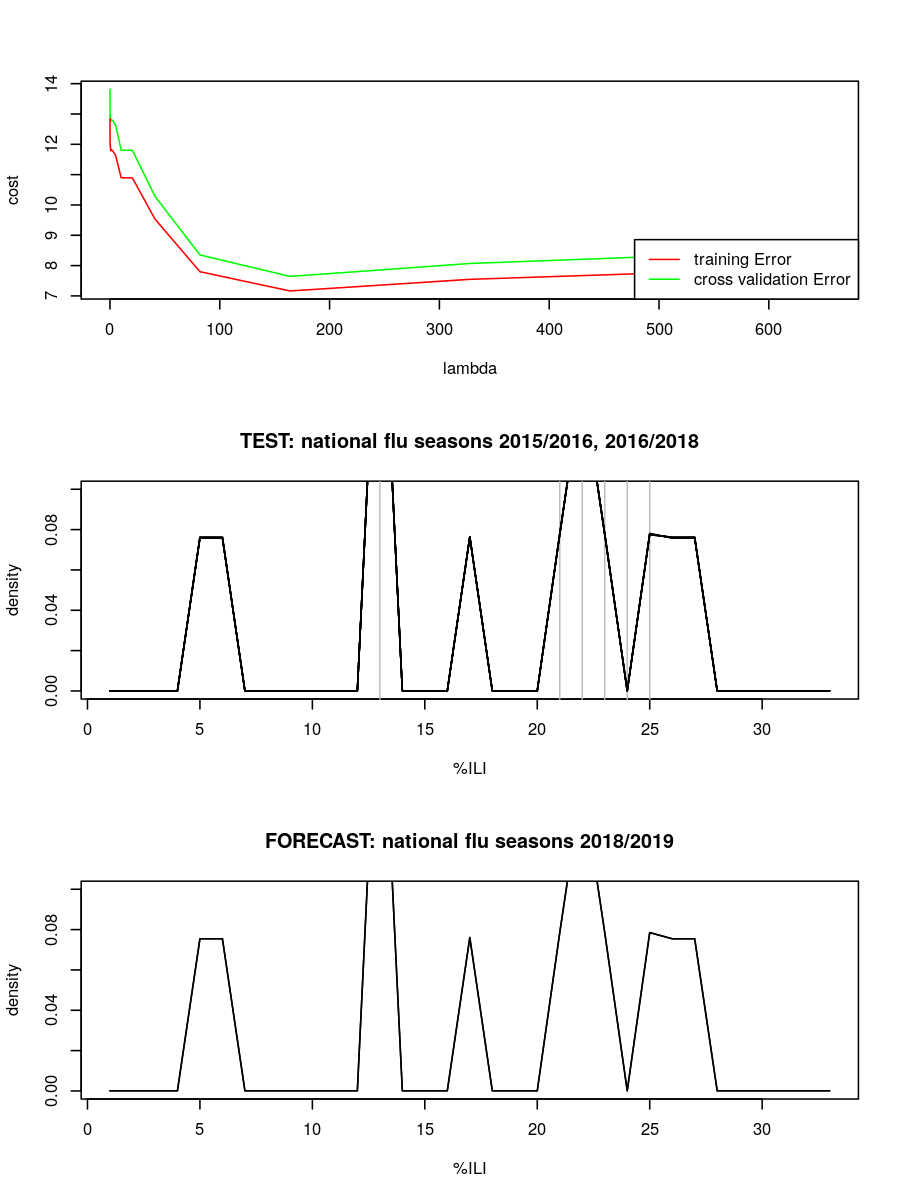 14
12
10
9
8
7
cost
training Error
cross validation Error
0 100 200 300 400 500 600
lambda
TEST: national flu seasons 2015/2016, 2016/2018
0.08
0.04
0.00
density
0 5 10 15 20 25 30
%ILI
FORECAST: national flu seasons 2018/2019
0.08
0.04
0.00
density
0 5 10 15 20 25 30
%ILI